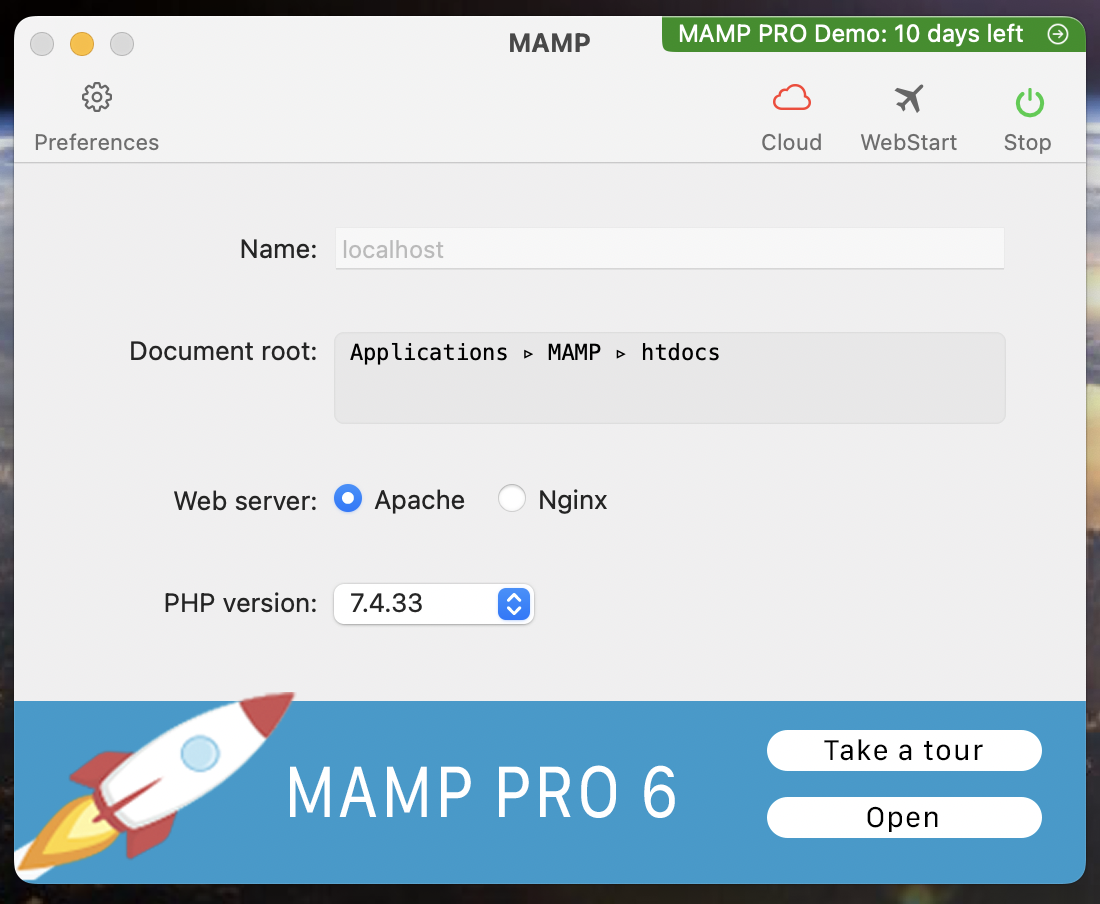 MAMP
MAMP PRO Demo: 10 days left
Preferences
Cloud
WebStart
Stop
Name: localhost
Document root: Applications ▹ MAMP ▹ htdocs
Web server: Apache Nginx
PHP version: 7.4.33
MAMP PRO 6
Take a tour
Open